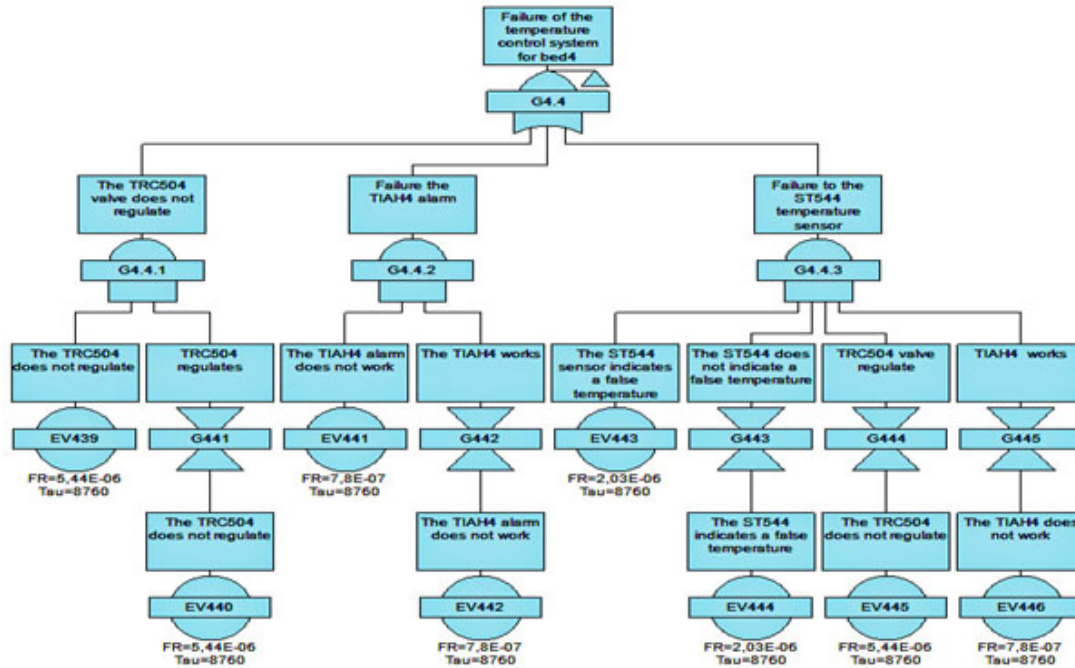 Failure of the
temperature
control system
for bed4
G4.4
The TRC504
valve does not
regulate
Failure the
TIAH4 alarm
Failure to the
ST544
temperature
sensor
G4.4.1
G4.4.2
G4.4.3
The TRC504
does not regulate
TRC504
regulates
The TIAH4 alarm
does not work
The TIAH4 works
The ST544
sensor indicates
a false
temperature
The ST544 does
not indicate a
false temperature
TRC504 valve
regulate
TIAH4 works
EV439
G441
EV441
G442
EV443
G443
G444
G445
FR=5,44E-06
Tau=8760
FR=7,8E-07
Tau=8760
FR=2,03E-06
Tau=8760
The TRC504
does not regulate
The TIAH4 alarm
does not work
The ST544
indicates a false
temperature
The TRC504
does not regulate
The TIAH4 does
not work
EV440
EV442
EV444
EV445
EV446
FR=5,44E-06
Tau=8760
FR=7,8E-07
Tau=8760
FR=2,03E-06
Tau=8760
FR=5,44E-06
Tau=8760
FR=7,8E-07
Tau=8760